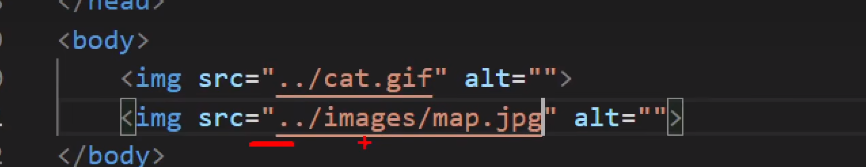 </head>
<body>
<img src="../cat.gif" alt="">
<img src="../images/map.jpg" alt="">
</body>